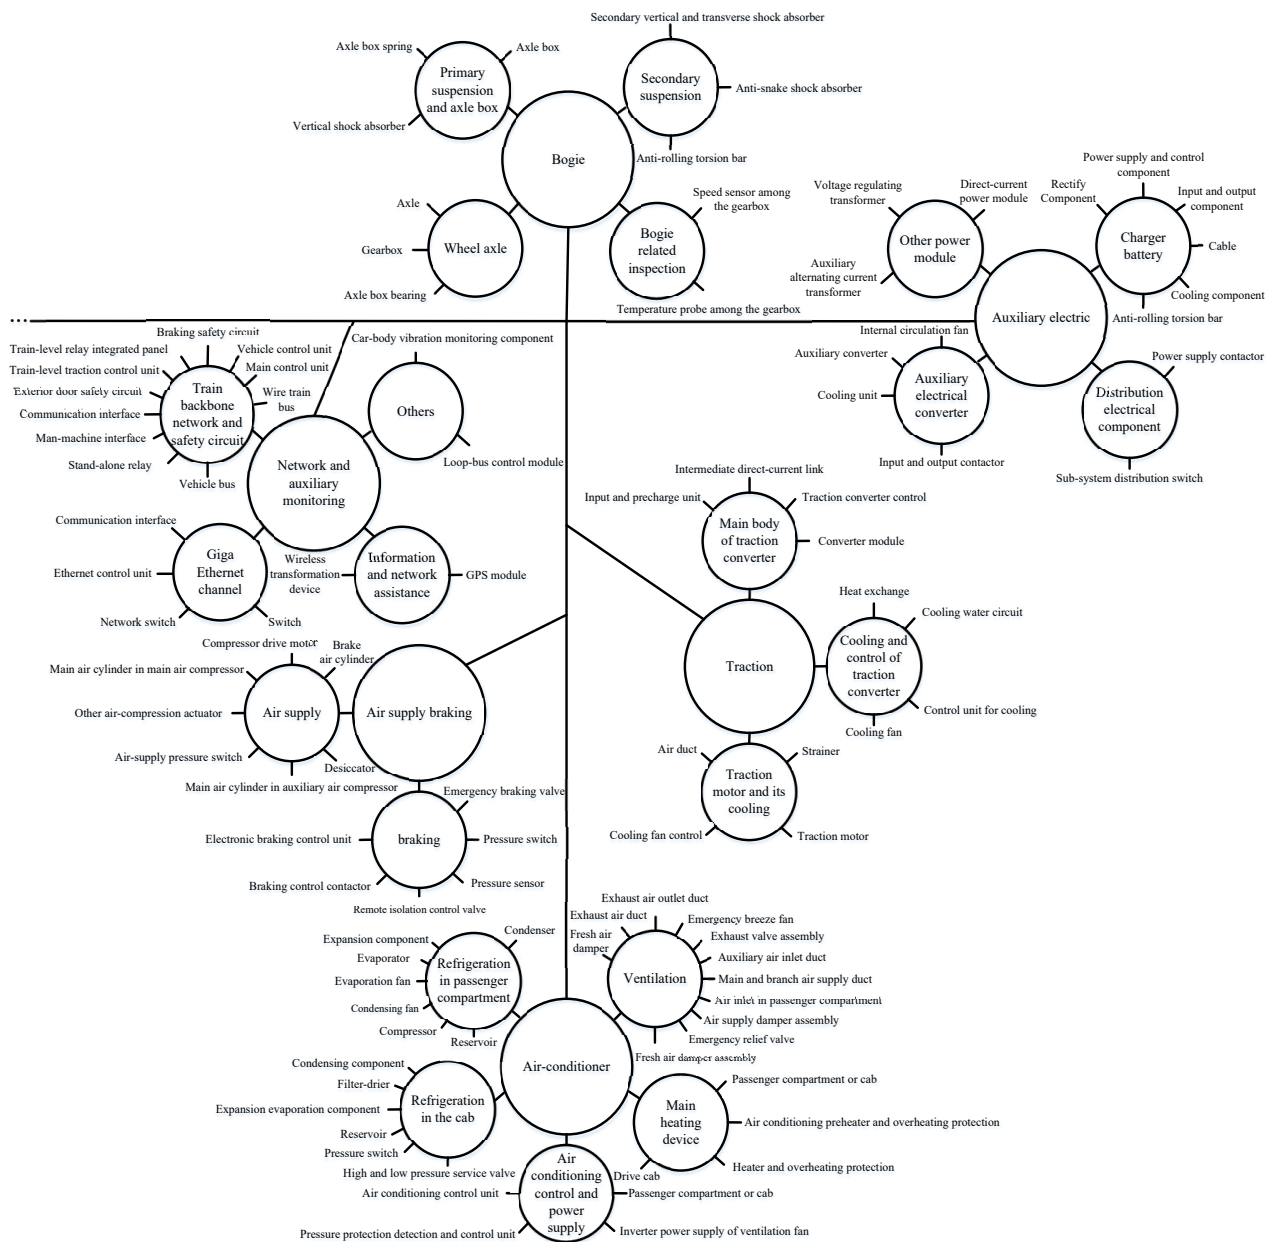 Secondary vertical and transverse shock absorber
Axle box spring
Axle box
Primary
suspension
and axle box
Secondary
suspension
Anti-snake shock absorber
Vertical shock absorber
Bogie
Anti-rolling torsion bar
Axle
Gearbox
Wheel axle
Axle box bearing
Speed sensor among
the gearbox
Bogie
related
inspection
Temperature probe among the gearbox
Power supply and control
component
Voltage regulating
transformer
Direct-current
power module
Rectify
Component
Input and output
component
Other power
module
Charger
battery
Cable
Auxiliary
alternating current
transformer
Cooling component
Auxiliary electric
Anti-rolling torsion bar
Internal circulation fan
Auxiliary converter
Cooling unit
Auxiliary
electrical
converter
Input and output contactor
Power supply contactor
Distribution
electrical
component
Sub-system distribution switch
...
Braking safety circuit
Train-level relay integrated panel
Vehicle control unit
Train-level traction control unit
Main control unit
Exterior door safety circuit
Wire train
bus
Communication interface
Train
backbone
network and
safety circuit
Man-machine interface
Stand-alone relay
Vehicle bus
Car-body vibration monitoring component
Others
Loop-bus control module
Network and
auxiliary
monitoring
Communication interface
Giga
Ethernet
channel
Ethernet control unit
Network switch
Switch
Wireless
transformation
device
Information
and network
assistance
GPS module
Intermediate direct-current link
Input and precharge unit
Traction converter control
Main body
of traction
converter
Converter module
Traction
Heat exchange
Cooling water circuit
Cooling and
control of
traction
converter
Control unit for cooling
Cooling fan
Air duct
Strainer
Traction
motor and its
cooling
Cooling fan control
Traction motor
Compressor drive motor
Brake
air cylinder
Main air cylinder in main air compressor
Other air-compression actuator
Air supply
Air supply braking
Air-supply pressure switch
Desiccator
Main air cylinder in auxiliary air compressor
Emergency braking valve
Electronic braking control unit
braking
Pressure switch
Braking control contactor
Pressure sensor
Remote isolation control valve
Expansion component
Condenser
Evaporator
Refrigeration
in passenger
compartment
Evaporation fan
Condensing fan
Compressor
Reservoir
Exhaust air outlet duct
Exhaust air duct
Emergency breeze fan
Fresh air
damper
Exhaust valve assembly
Auxiliary air inlet duct
Ventilation
Main and branch air supply duct
Air inlet in passenger compartment
Air supply damper assembly
Emergency relief valve
Fresh air damper assembly
Air-conditioner
Condensing component
Filter-drier
Expansion evaporation component
Refrigeration
in the cab
Reservoir
Pressure switch
High and low pressure service valve
Passenger compartment or cab
Main
heating
device
Air conditioning preheater and overheating protection
Heater and overheating protection
Drive cab
Air conditioning control unit
Air
conditioning
control and
power
supply
Passenger compartment or cab
Pressure protection detection and control unit
Inverter power supply of ventilation fan